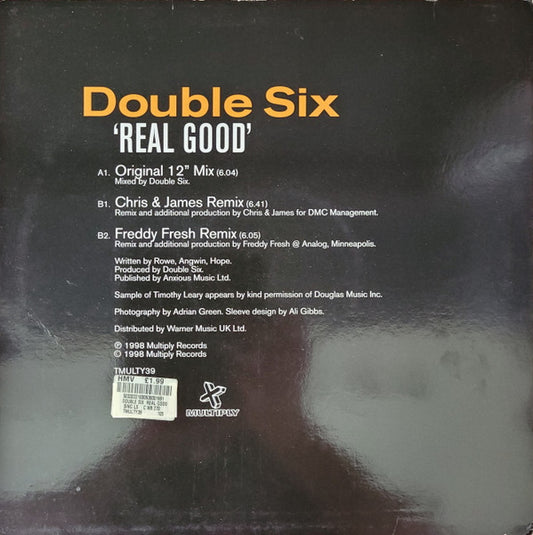 Double Six
'REAL GOOD'
A1. Original 12" Mix (6.04)
Mixed by Double Six.
B1. Chris & James Remix (6.41)
Remix and additional production by Chris & James for DMC Management.
B2. Freddy Fresh Remix (6.05)
Remix and additional production by Freddy Fresh @ Analog, Minneapolis.
Written by Rowe, Angwin, Hope.
Produced by Double Six.
Published by Anxious Music Ltd.
Sample of Timothy Leary appears by kind permission of Douglas Music Inc.
Photography by Adrian Green. Sleeve design by Ali Gibbs.
Distributed by Warner Music UK Ltd.
℗ 1998 Multiply Records
© 1998 Multiply Records
TMULTY39
HMV £1.99
DOUBLE SIX REAL GOOD
TMULTY39
MULTIPLY